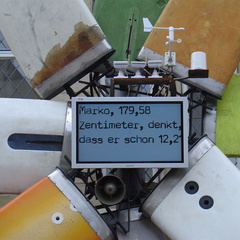 Marko, 179,58
Zentimeter, denkt,
dass er schon 12,2